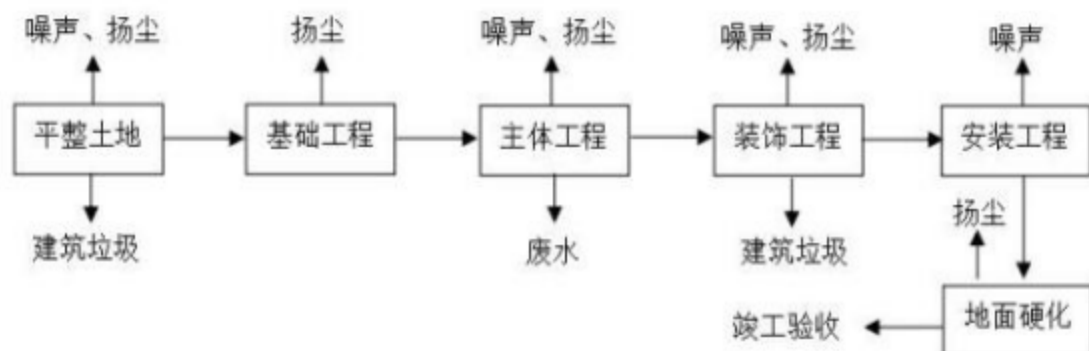 噪声、扬尘
扬尘
噪声、扬尘
噪声、扬尘
噪声
平整土地
基础工程
主体工程
装饰工程
安装工程
建筑垃圾
废水
建筑垃圾
扬尘
地面硬化
竣工验收